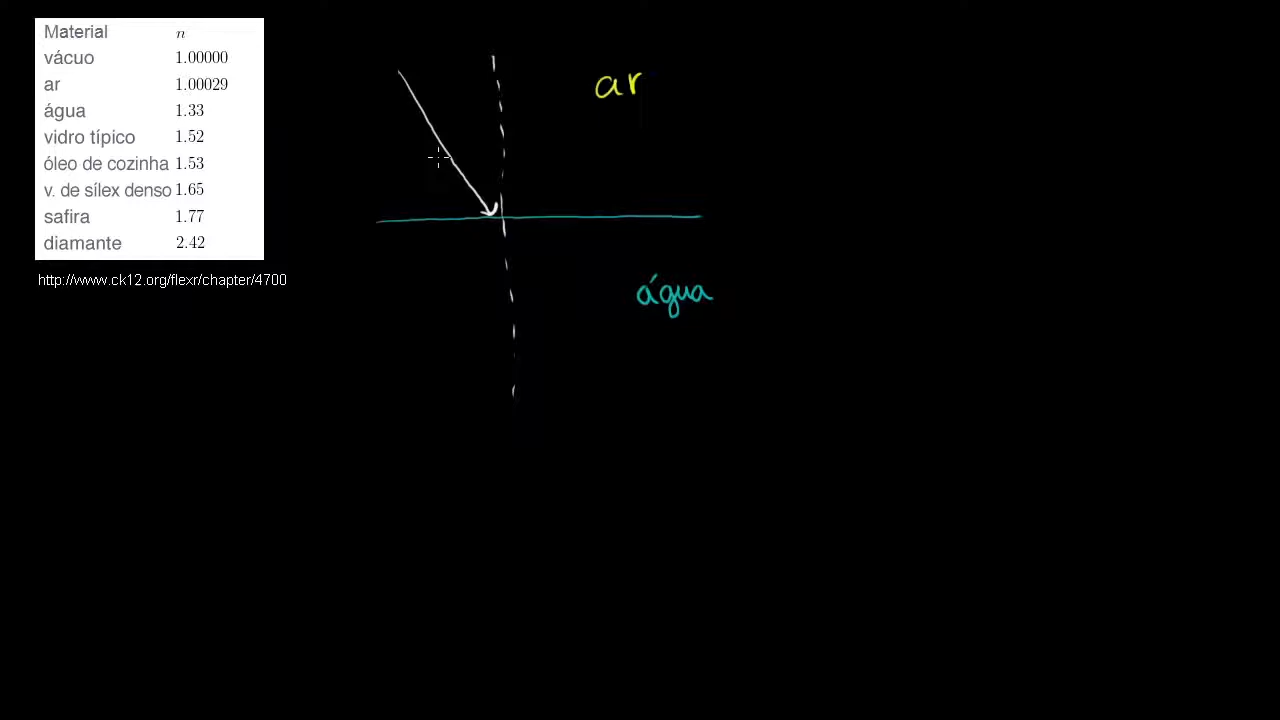 Material n
vácuo 1.00000
ar 1.00029
água 1.33
vidro típico 1.52
óleo de cozinha 1.53
v. de sílex denso 1.65
safira 1.77
diamante 2.42
http://www.ck12.org/flexr/chapter/4700
ar
água